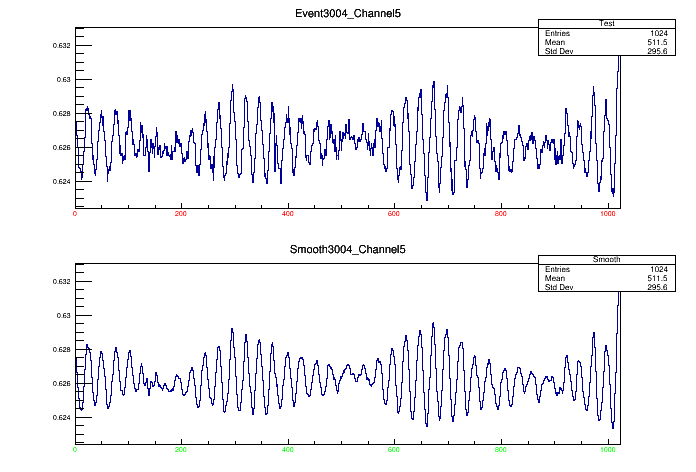 Event3004_Channel5
Test
Entries 1024
Mean 511.5
Std Dev 295.6
0.632
0.63
0.628
0.626
0.624
0 200 400 600 800 1000
Smooth3004_Channel5
Smooth
Entries 1024
Mean 511.5
Std Dev 295.6
0.632
0.63
0.628
0.626
0.624
0 200 400 600 800 1000